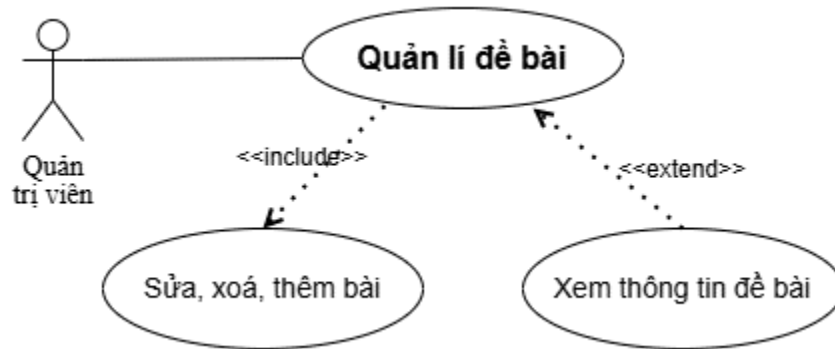 Quản lí đề bài
<<include>>
<<extend>>
Quản
trị viên
Sửa, xoá, thêm bài
Xem thông tin đề bài